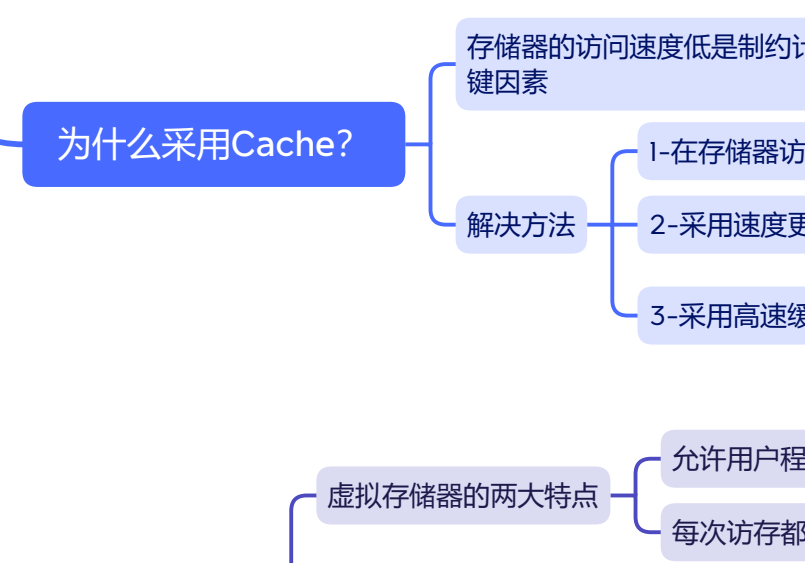 存储器的访问速度低是制约
键因素
为什么采用Cache?
1-在存储器访
解决方法
2-采用速度更
3-采用高速缓
允许用户程
虚拟存储器的两大特点
每次访存都